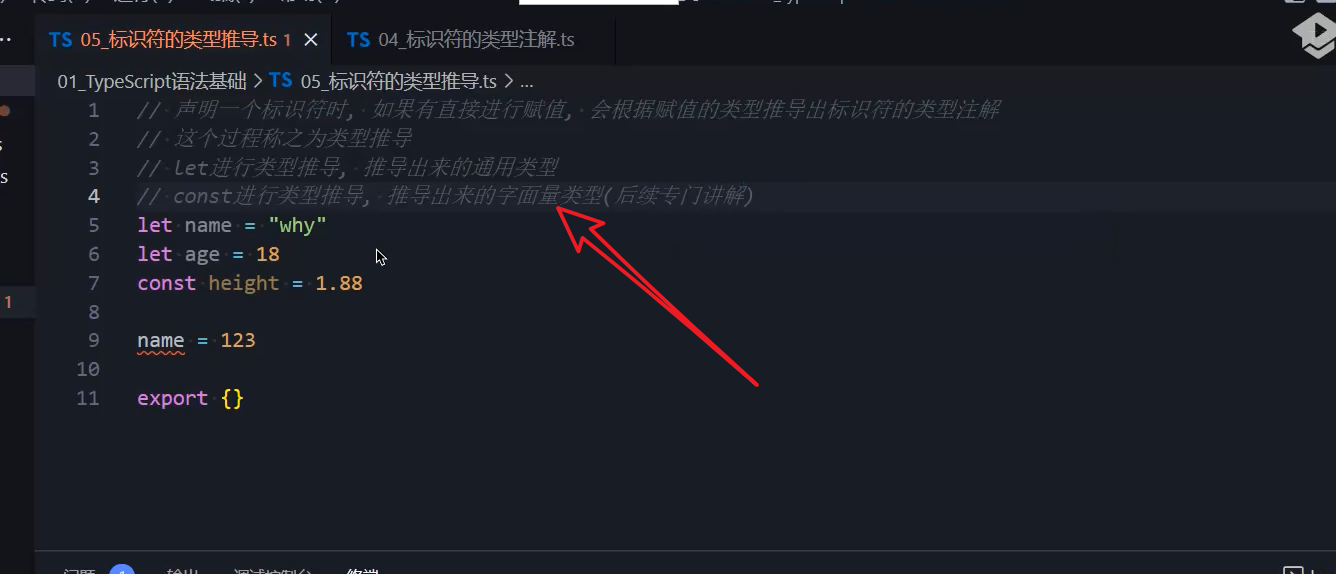 TS 05_标识符的类型推导.ts 1 × TS 04_标识符的类型注解.ts
01_TypeScript语法基础 > TS 05_标识符的类型推导.ts > ...
1 // 声明一个标识符时, 如果有直接进行赋值, 会根据赋值的类型推导出标识符的类型注解
2 // 这个过程称之为类型推导
3 // let进行类型推导, 推导出来的通用类型
4 // const进行类型推导, 推导出来的字面量类型(后续专门讲解)
5 let name = "why"
6 let age = 18
7 const height = 1.88
8
9 name = 123
10
11 export {}
1
s